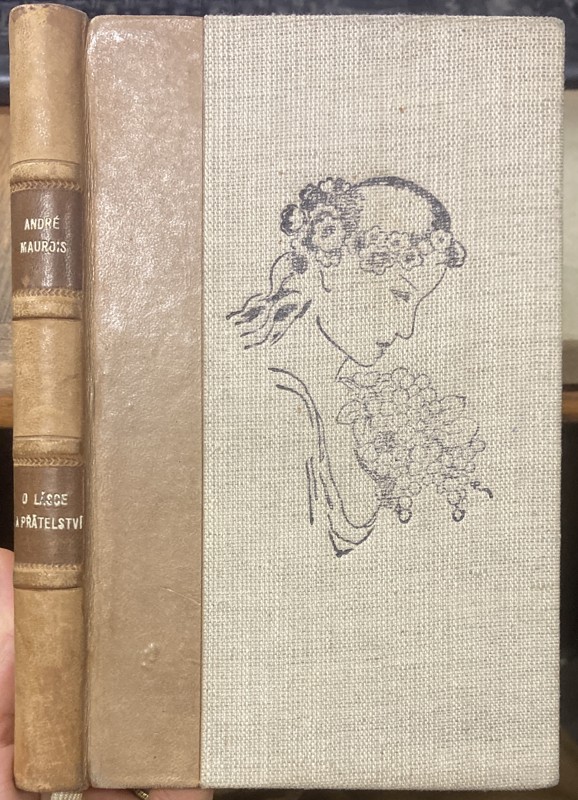 ANDRÉ
MAUROIS
O LÁSCE
A PŘÁTELSTVÍ